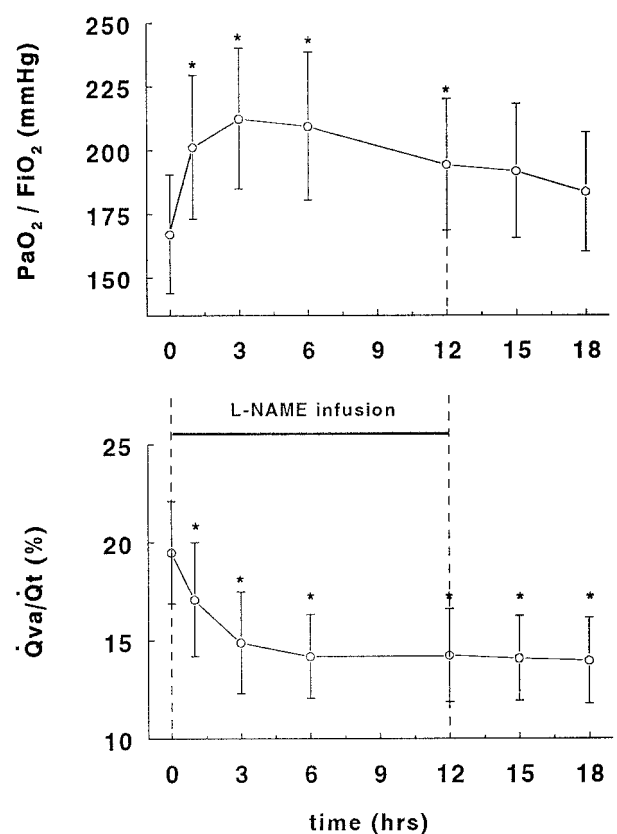 250
225
200
175
150
PaO2 / FiO2 (mmHg)
* * * *
0 3 6 9 12 15 18
L-NAME infusion
25
20
15
10
Q̇va/Q̇t (%)
* * * * * *
0 3 6 9 12 15 18
time (hrs)